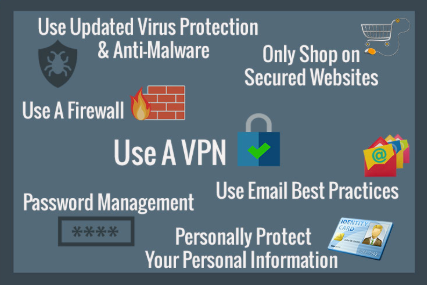 Use Updated Virus Protection
& Anti-Malware
Only Shop on
Secured Websites
Use A Firewall
Use A VPN
@
Use Email Best Practices
Password Management
****
IDENTITY
CARD
Personally Protect
Your Personal Information